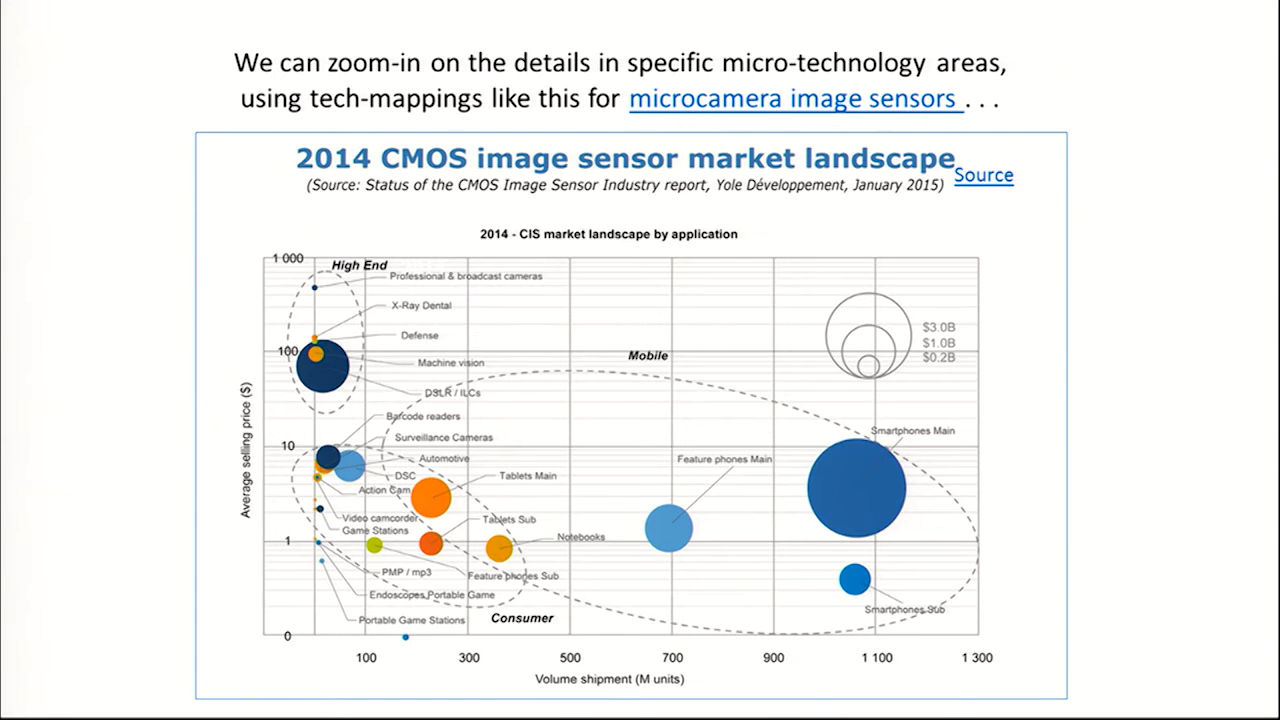 We can zoom-in on the details in specific micro-technology areas,
using tech-mappings like this for microcamera image sensors . . .
2014 CMOS image sensor market landscape
Source
(Source: Status of the CMOS Image Sensor Industry report, Yole Développement, January 2015)
2014 - CIS market landscape by application
1 000
High End
Professional & broadcast cameras
X-Ray Dental
Defense
100
Machine vision
DSLR / ILCs
Mobile
$3.0B
$1.0B
$0.2B
Average selling price ($)
Barcode readers
10
Surveillance Cameras
Automotive
DSC
Action Cam
Tablets Main
Feature phones Main
Smartphones Main
Video camcorder
Game Stations
Tablets Sub
1
Notebooks
PMP / mp3
Feature phones Sub
Endoscopes Portable Game
Smartphones Sub
Portable Game Stations
Consumer
0
100
300
500
700
900
1 100
1 300
Volume shipment (M units)